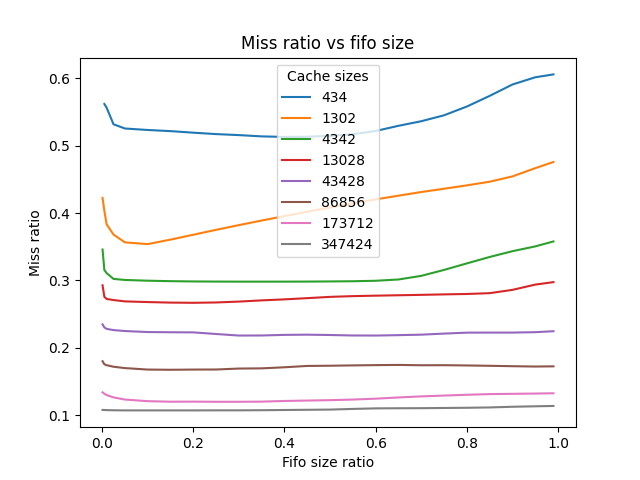 Miss ratio vs fifo size
Cache sizes
434
1302
4342
13028
43428
86856
173712
347424
Miss ratio
0.6
0.5
0.4
0.3
0.2
0.1
0.0 0.2 0.4 0.6 0.8 1.0
Fifo size ratio